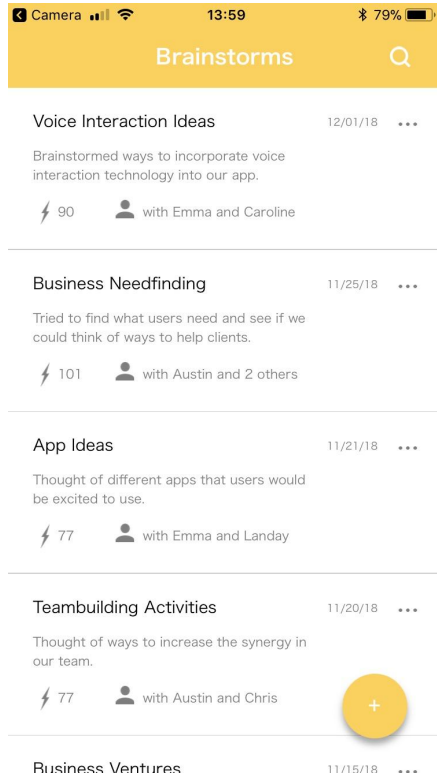 Camera 13:59 79%
Brainstorms
Voice Interaction Ideas 12/01/18 ...
Brainstormed ways to incorporate voice
interaction technology into our app.
90 with Emma and Caroline
Business Needfinding 11/25/18 ...
Tried to find what users need and see if we
could think of ways to help clients.
101 with Austin and 2 others
App Ideas 11/21/18 ...
Thought of different apps that users would
be excited to use.
77 with Emma and Landay
Teambuilding Activities 11/20/18 ...
Thought of ways to increase the synergy in
our team.
77 with Austin and Chris
+
Business Ventures 11/15/18 ...